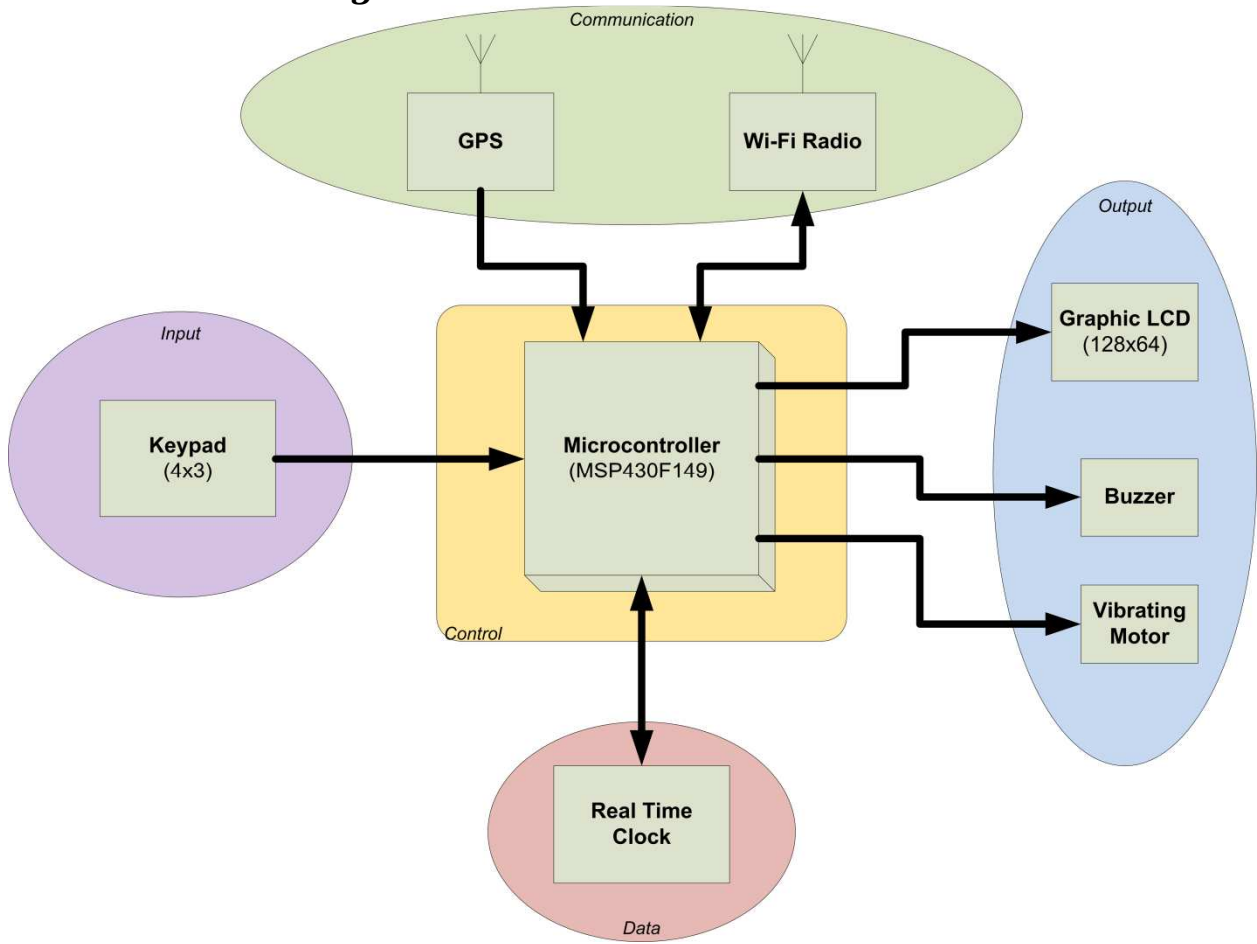 Communication
GPS
Wi-Fi Radio
Output
Graphic LCD
(128x64)
Input
Keypad
(4x3)
Microcontroller
(MSP430F149)
Buzzer
Vibrating
Motor
Control
Real Time
Clock
Data